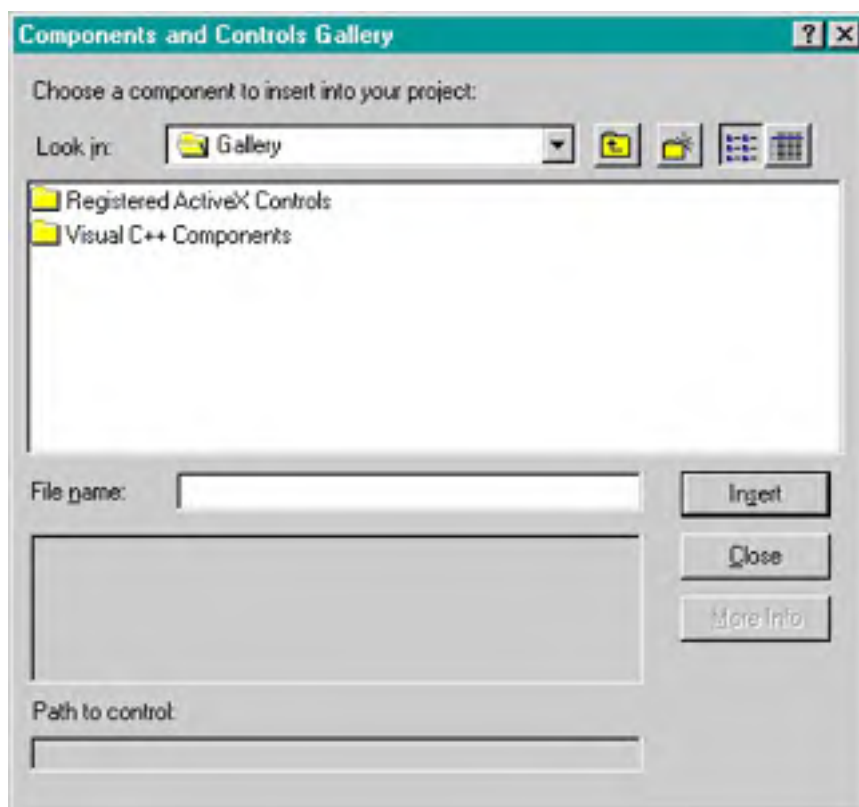 Components and Controls Gallery
Choose a component to insert into your project:
Look in: Gallery
Registered ActiveX Controls
Visual C++ Components
File name: Insert
Close
More Info
Path to control: